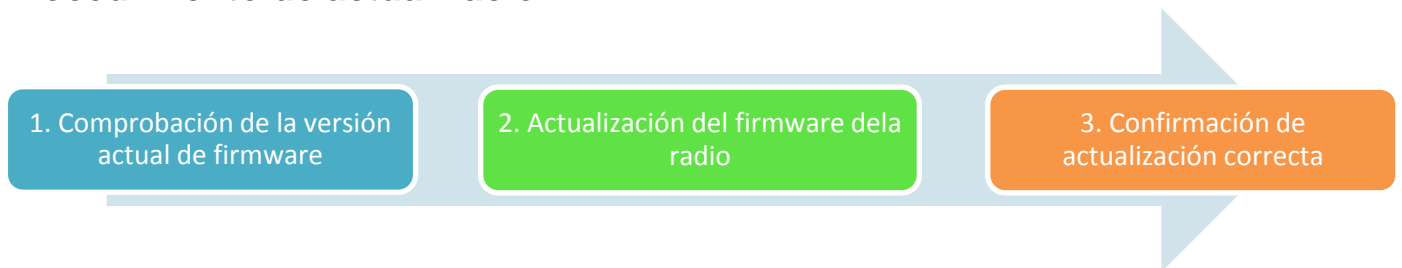 1. Comprobación de la versión
actual de firmware
2. Actualización del firmware dela
radio
3. Confirmación de
actualización correcta